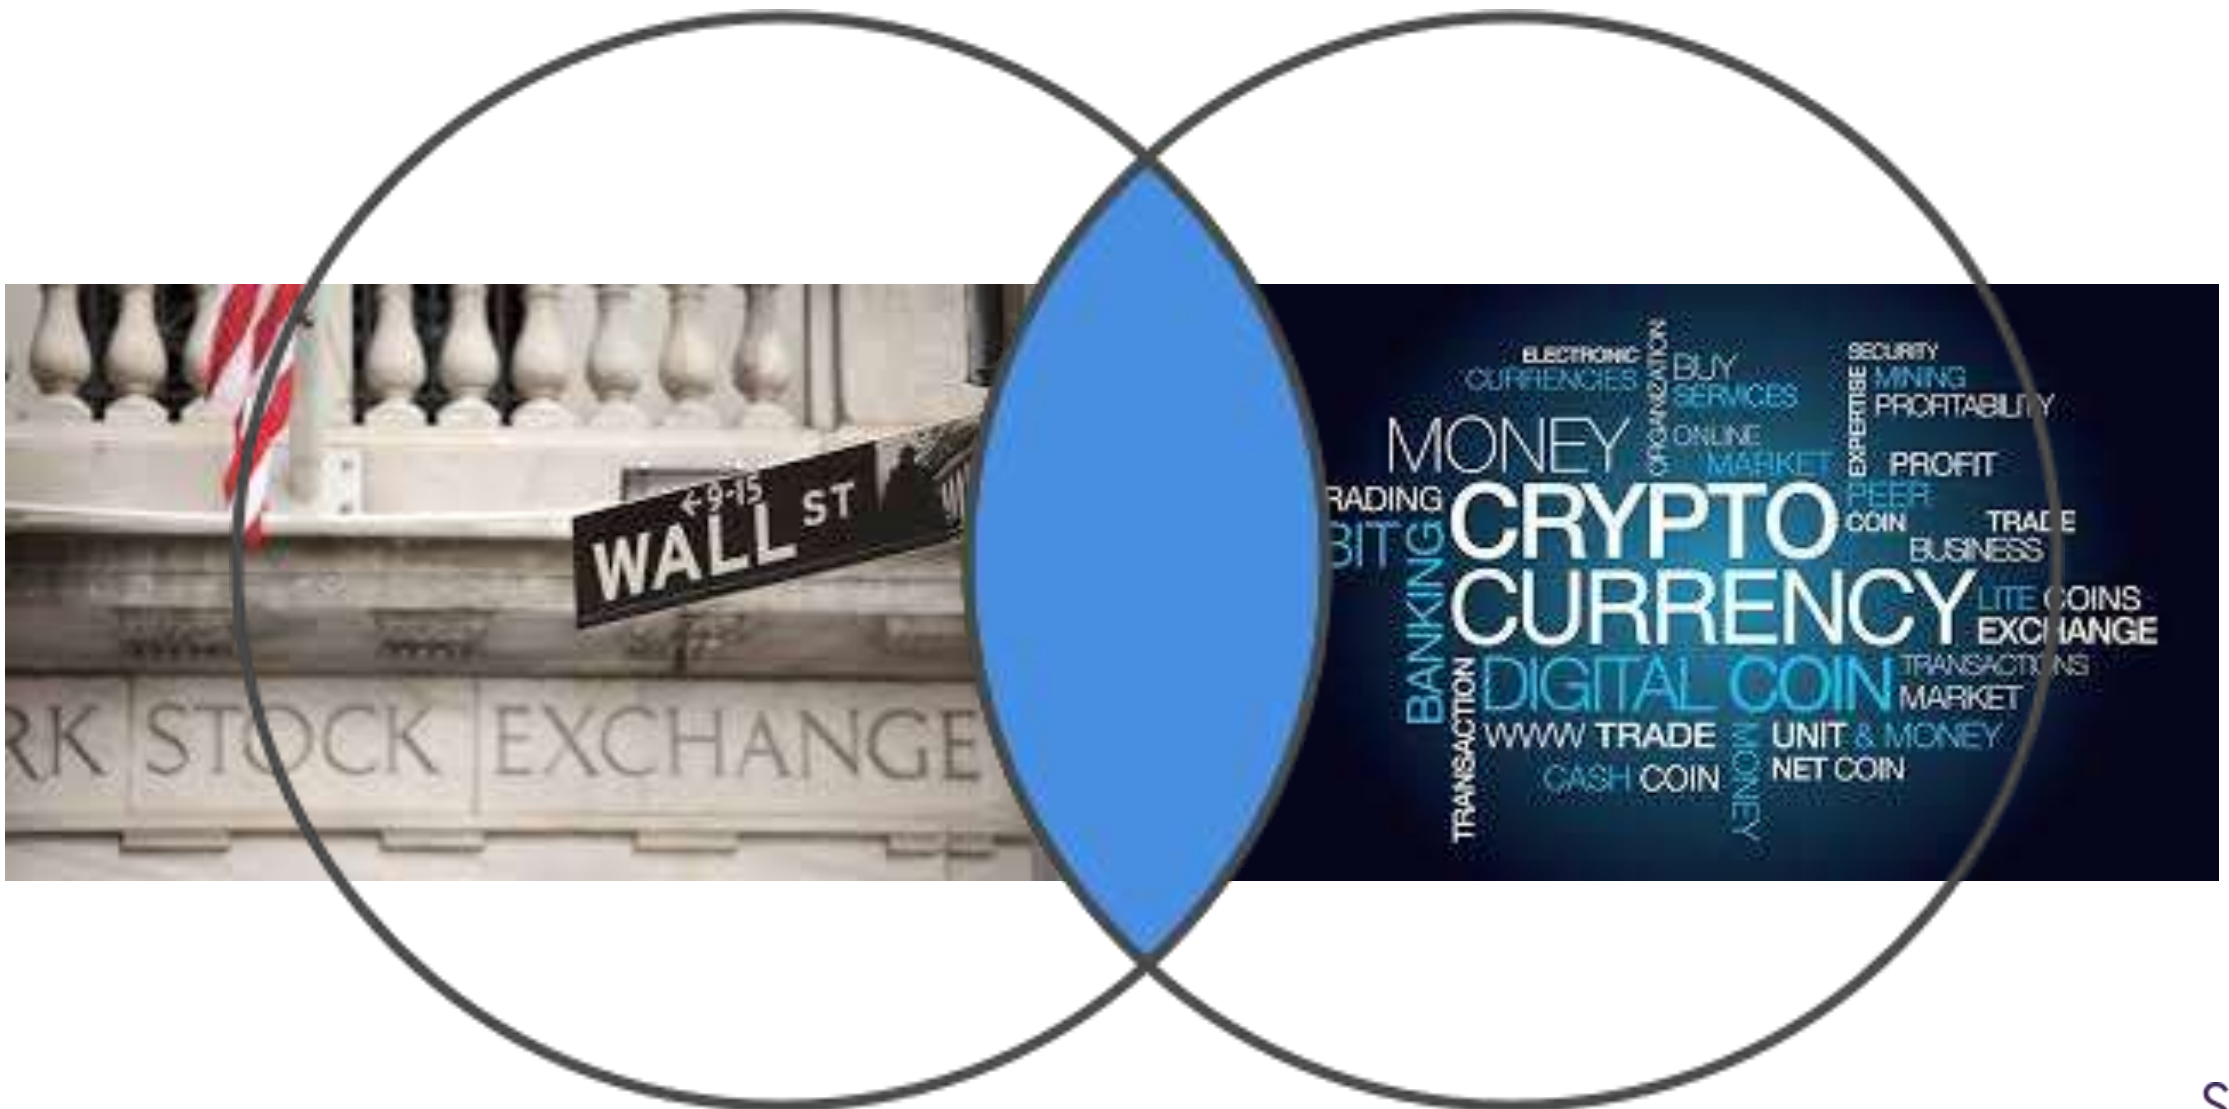 ←9-15
WALL ST
RK STOCK EXCHANGE
ELECTRONIC
CURRENCIES
ORGANIZATION
BUY
SERVICES
ONLINE
MARKET
SECURITY
EXPERTISE
MINING
PROFITABILITY
PROFIT
MONEY
RADING
BIT
BANKING
CRYPTO
CURRENCY
PEER
COIN
TRADE
BUSINESS
LITE COINS
EXCHANGE
DIGITAL COIN
TRANSACTIONS
MARKET
TRANSACTION
WWW TRADE
CASH COIN
MONEY
UNIT & MONEY
NET COIN
S